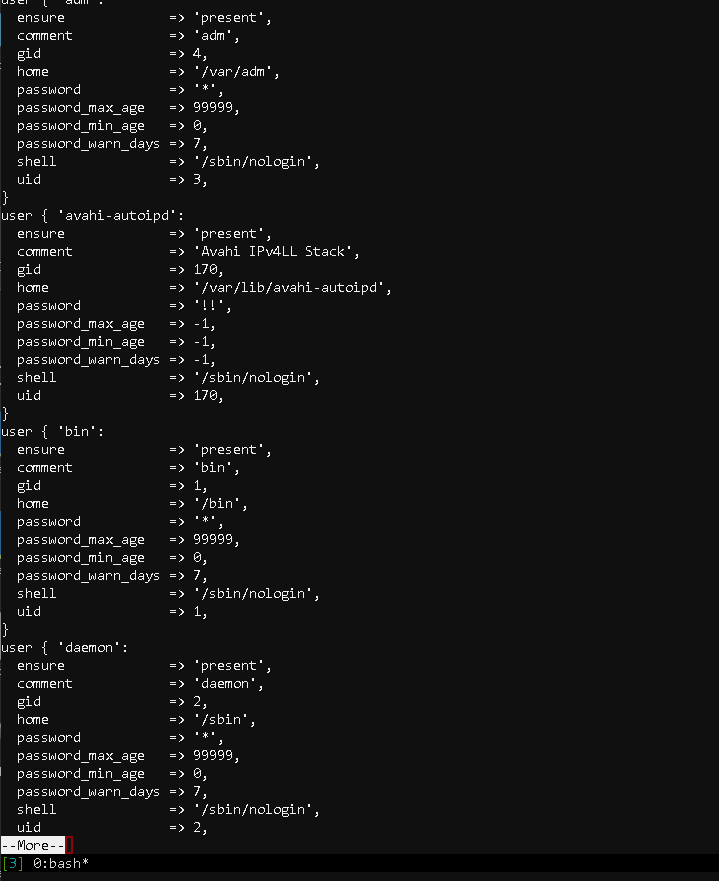 user { 'adm':
  ensure             => 'present',
  comment            => 'adm',
  gid                => 4,
  home               => '/var/adm',
  password           => '*',
  password_max_age   => 99999,
  password_min_age   => 0,
  password_warn_days => 7,
  shell              => '/sbin/nologin',
  uid                => 3,
}
user { 'avahi-autoipd':
  ensure             => 'present',
  comment            => 'Avahi IPv4LL Stack',
  gid                => 170,
  home               => '/var/lib/avahi-autoipd',
  password           => '!!',
  password_max_age   => -1,
  password_min_age   => -1,
  password_warn_days => -1,
  shell              => '/sbin/nologin',
  uid                => 170,
}
user { 'bin':
  ensure             => 'present',
  comment            => 'bin',
  gid                => 1,
  home               => '/bin',
  password           => '*',
  password_max_age   => 99999,
  password_min_age   => 0,
  password_warn_days => 7,
  shell              => '/sbin/nologin',
  uid                => 1,
}
user { 'daemon':
  ensure             => 'present',
  comment            => 'daemon',
  gid                => 2,
  home               => '/sbin',
  password           => '*',
  password_max_age   => 99999,
  password_min_age   => 0,
  password_warn_days => 7,
  shell              => '/sbin/nologin',
  uid                => 2,
--More--
[3] 0:bash*